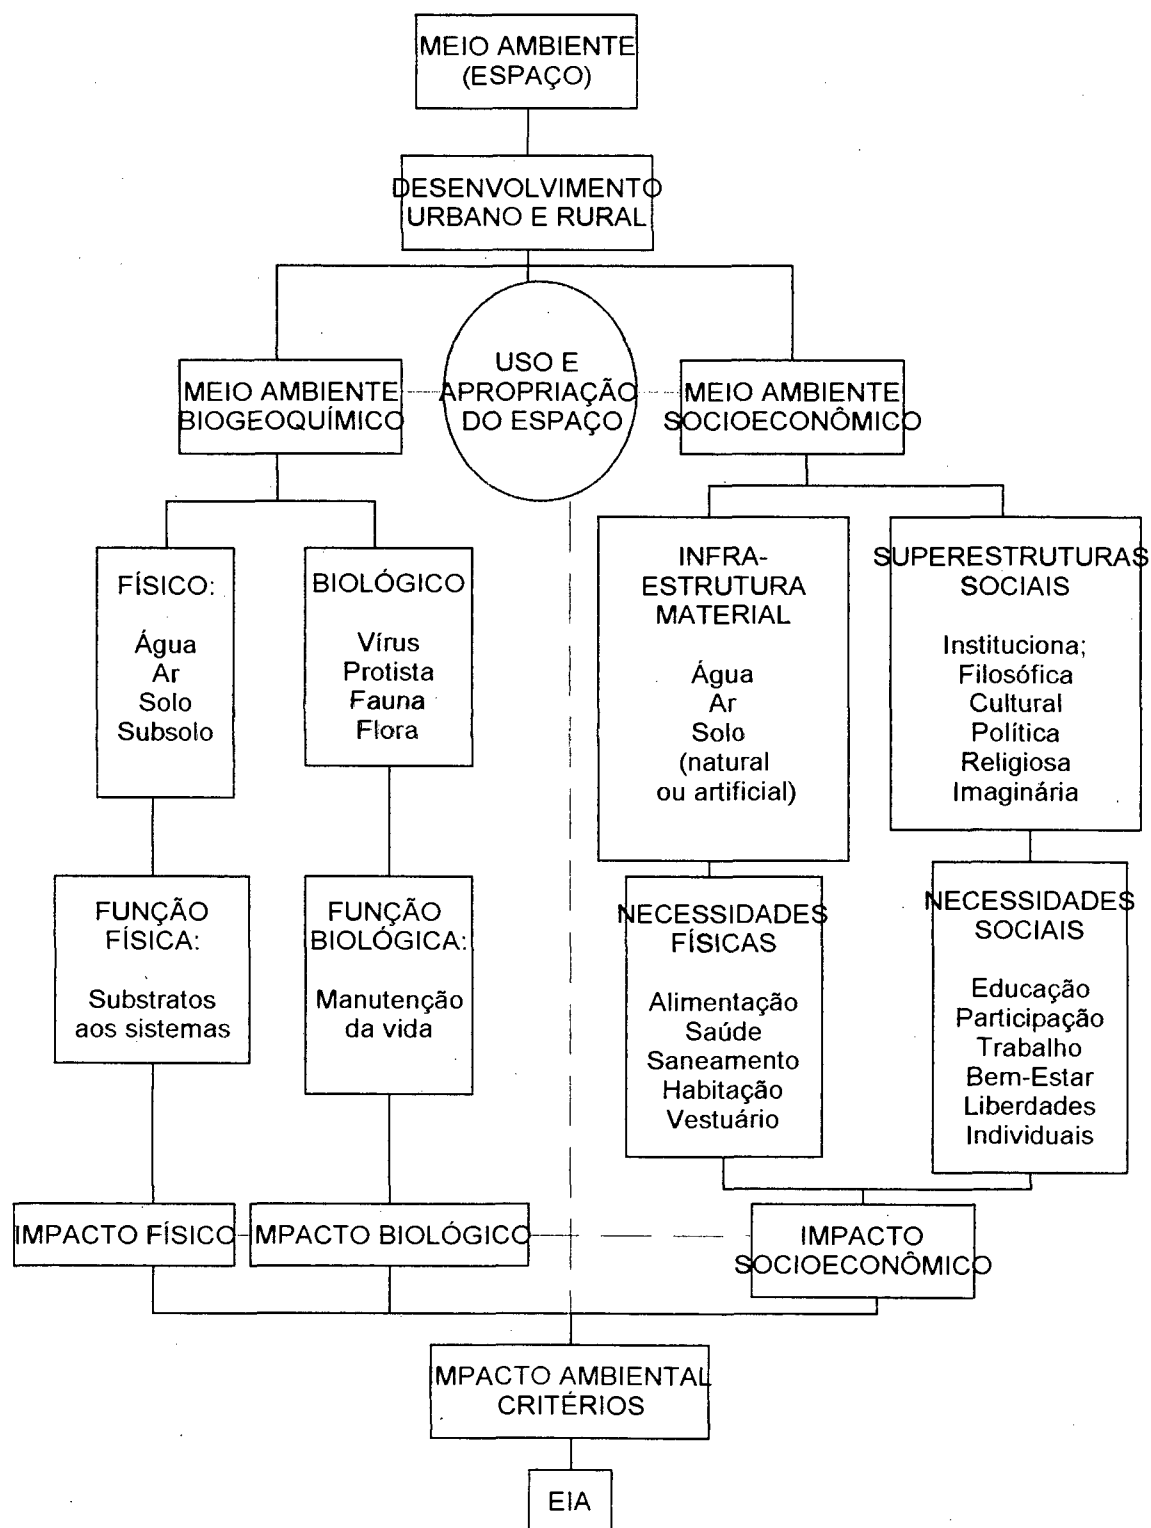 MEIO AMBIENTE
(ESPAÇO)
DESENVOLVIMENTO
URBANO E RURAL
USO E
APROPRIAÇÃO
DO ESPAÇO
MEIO AMBIENTE
BIOGEOQUÍMICO
MEIO AMBIENTE
SOCIOECONÔMICO
FÍSICO:
Água
Ar
Solo
Subsolo
BIOLÓGICO
Vírus
Protista
Fauna
Flora
INFRA-
ESTRUTURA
MATERIAL
Água
Ar
Solo
(natural
ou artificial)
SUPERESTRUTURAS
SOCIAIS
Instituciona;
Filosófica
Cultural
Política
Religiosa
Imaginária
FUNÇÃO
FÍSICA:
Substratos
aos sistemas
FUNÇÃO
BIOLÓGICA:
Manutenção
da vida
NECESSIDADES
FÍSICAS
Alimentação
Saúde
Saneamento
Habitação
Vestuário
NECESSIDADES
SOCIAIS
Educação
Participação
Trabalho
Bem-Estar
Liberdades
Individuais
IMPACTO FÍSICO
IMPACTO BIOLÓGICO
IMPACTO
SOCIOECONÔMICO
IMPACTO AMBIENTAL
CRITÉRIOS
EIA